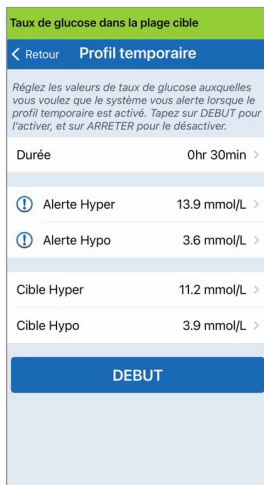 Taux de glucose dans la plage cible
Retour Profil temporaire
Réglez les valeurs de taux de glucose auxquelles
vous voulez que le système vous alerte lorsque le
profil temporaire est activé. Tapez sur DEBUT pour
l'activer, et sur ARRETER pour le désactiver.
Durée 0hr 30min
Alerte Hyper 13.9 mmol/L
Alerte Hypo 3.6 mmol/L
Cible Hyper 11.2 mmol/L
Cible Hypo 3.9 mmol/L
DEBUT